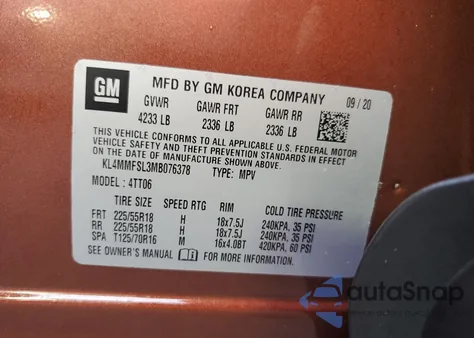 GM
MFD BY GM KOREA COMPANY
09 / 20
GVWR GAWR FRT GAWR RR
4233 LB 2336 LB 2336 LB
THIS VEHICLE CONFORMS TO ALL APPLICABLE U.S. FEDERAL MOTOR
VEHICLE SAFETY AND THEFT PREVENTION STANDARDS IN EFFECT
ON THE DATE OF MANUFACTURE SHOWN ABOVE.
KL4MMFSL3MB076378 TYPE: MPV
MODEL : 4TT06
TIRE SIZE SPEED RTG RIM COLD TIRE PRESSURE
FRT 225/55R18 H 18x7.5J 240KPA, 35 PSI
RR 225/55R18 H 18x7.5J 240KPA, 35 PSI
SPA T125/70R16 M 16x4.0BT 420KPA, 60 PSI
SEE OWNER'S MANUAL i FOR MORE INFORMATION.
autoSnap